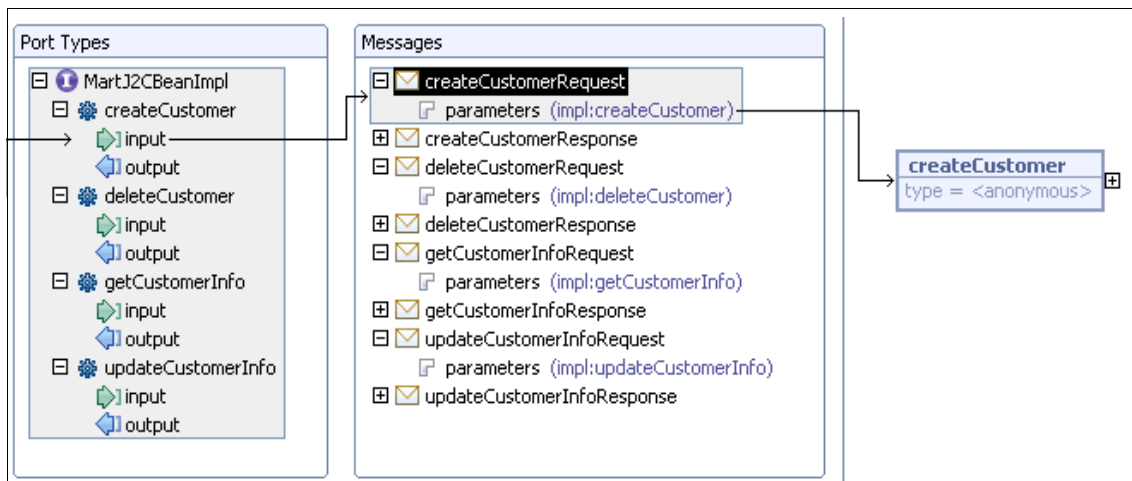 Port Types
MartJ2CBeanImpl
createCustomer
input
output
deleteCustomer
input
output
getCustomerInfo
input
output
updateCustomerInfo
input
output
Messages
createCustomerRequest
parameters (impl:createCustomer)
createCustomerResponse
deleteCustomerRequest
parameters (impl:deleteCustomer)
deleteCustomerResponse
getCustomerInfoRequest
parameters (impl:getCustomerInfo)
getCustomerInfoResponse
updateCustomerInfoRequest
parameters (impl:updateCustomerInfo)
updateCustomerInfoResponse
createCustomer
type = <anonymous>